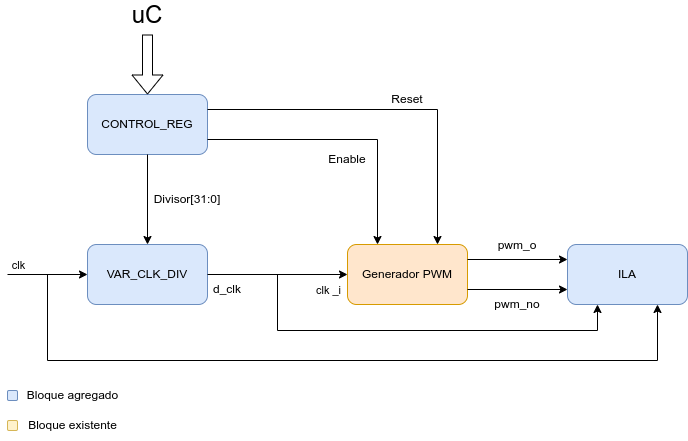 uC
CONTROL_REG
Reset
Enable
Divisor[31:0]
clk
VAR_CLK_DIV
d_clk
clk _i
Generador PWM
pwm_o
pwm_no
ILA
Bloque agregado
Bloque existente